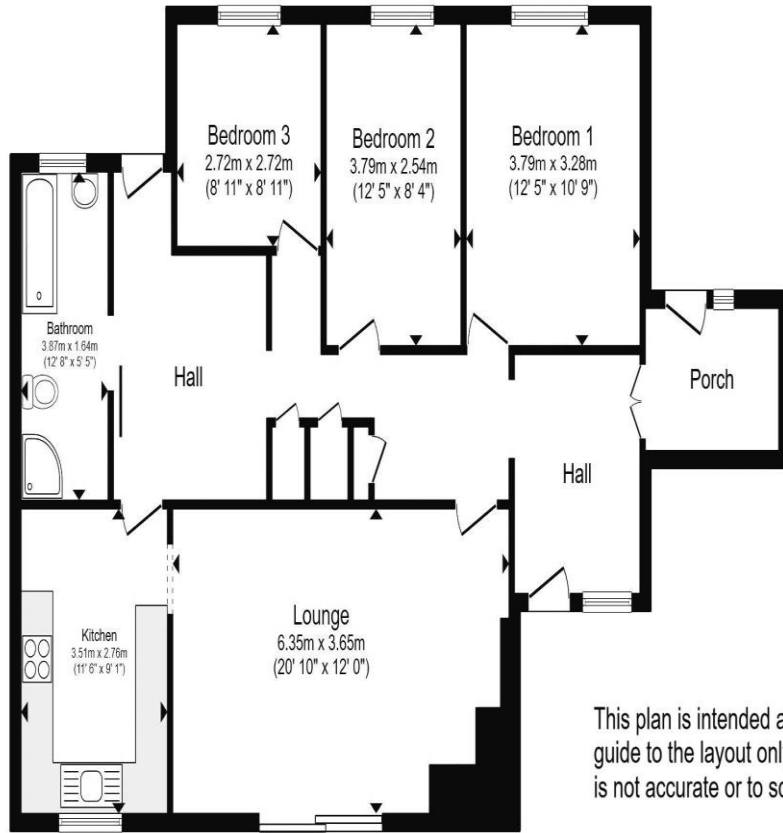 Bedroom 3
2.72m x 2.72m
(8' 11" x 8' 11")
Bedroom 2
3.79m x 2.54m
(12' 5" x 8' 4")
Bedroom 1
3.79m x 3.28m
(12' 5" x 10' 9")
Bathroom
3.87m x 1.64m
(12' 8" x 5' 5")
Hall
Porch
Hall
Kitchen
3.51m x 2.76m
(11' 6" x 9' 1")
Lounge
6.35m x 3.65m
(20' 10" x 12' 0")
This plan is intended a
guide to the layout onl
is not accurate or to sc